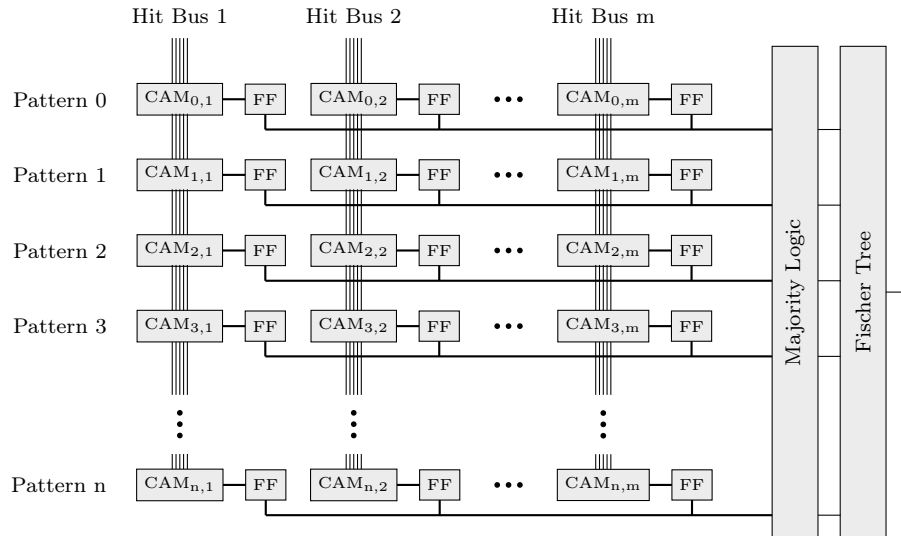 Hit Bus 1 Hit Bus 2 Hit Bus m
Pattern 0 CAM0,1 FF CAM0,2 FF ••• CAM0,m FF
Pattern 1 CAM1,1 FF CAM1,2 FF ••• CAM1,m FF
Pattern 2 CAM2,1 FF CAM2,2 FF ••• CAM2,m FF
Pattern 3 CAM3,1 FF CAM3,2 FF ••• CAM3,m FF
Pattern n CAMn,1 FF CAMn,2 FF ••• CAMn,m FF
Majority Logic
Fischer Tree